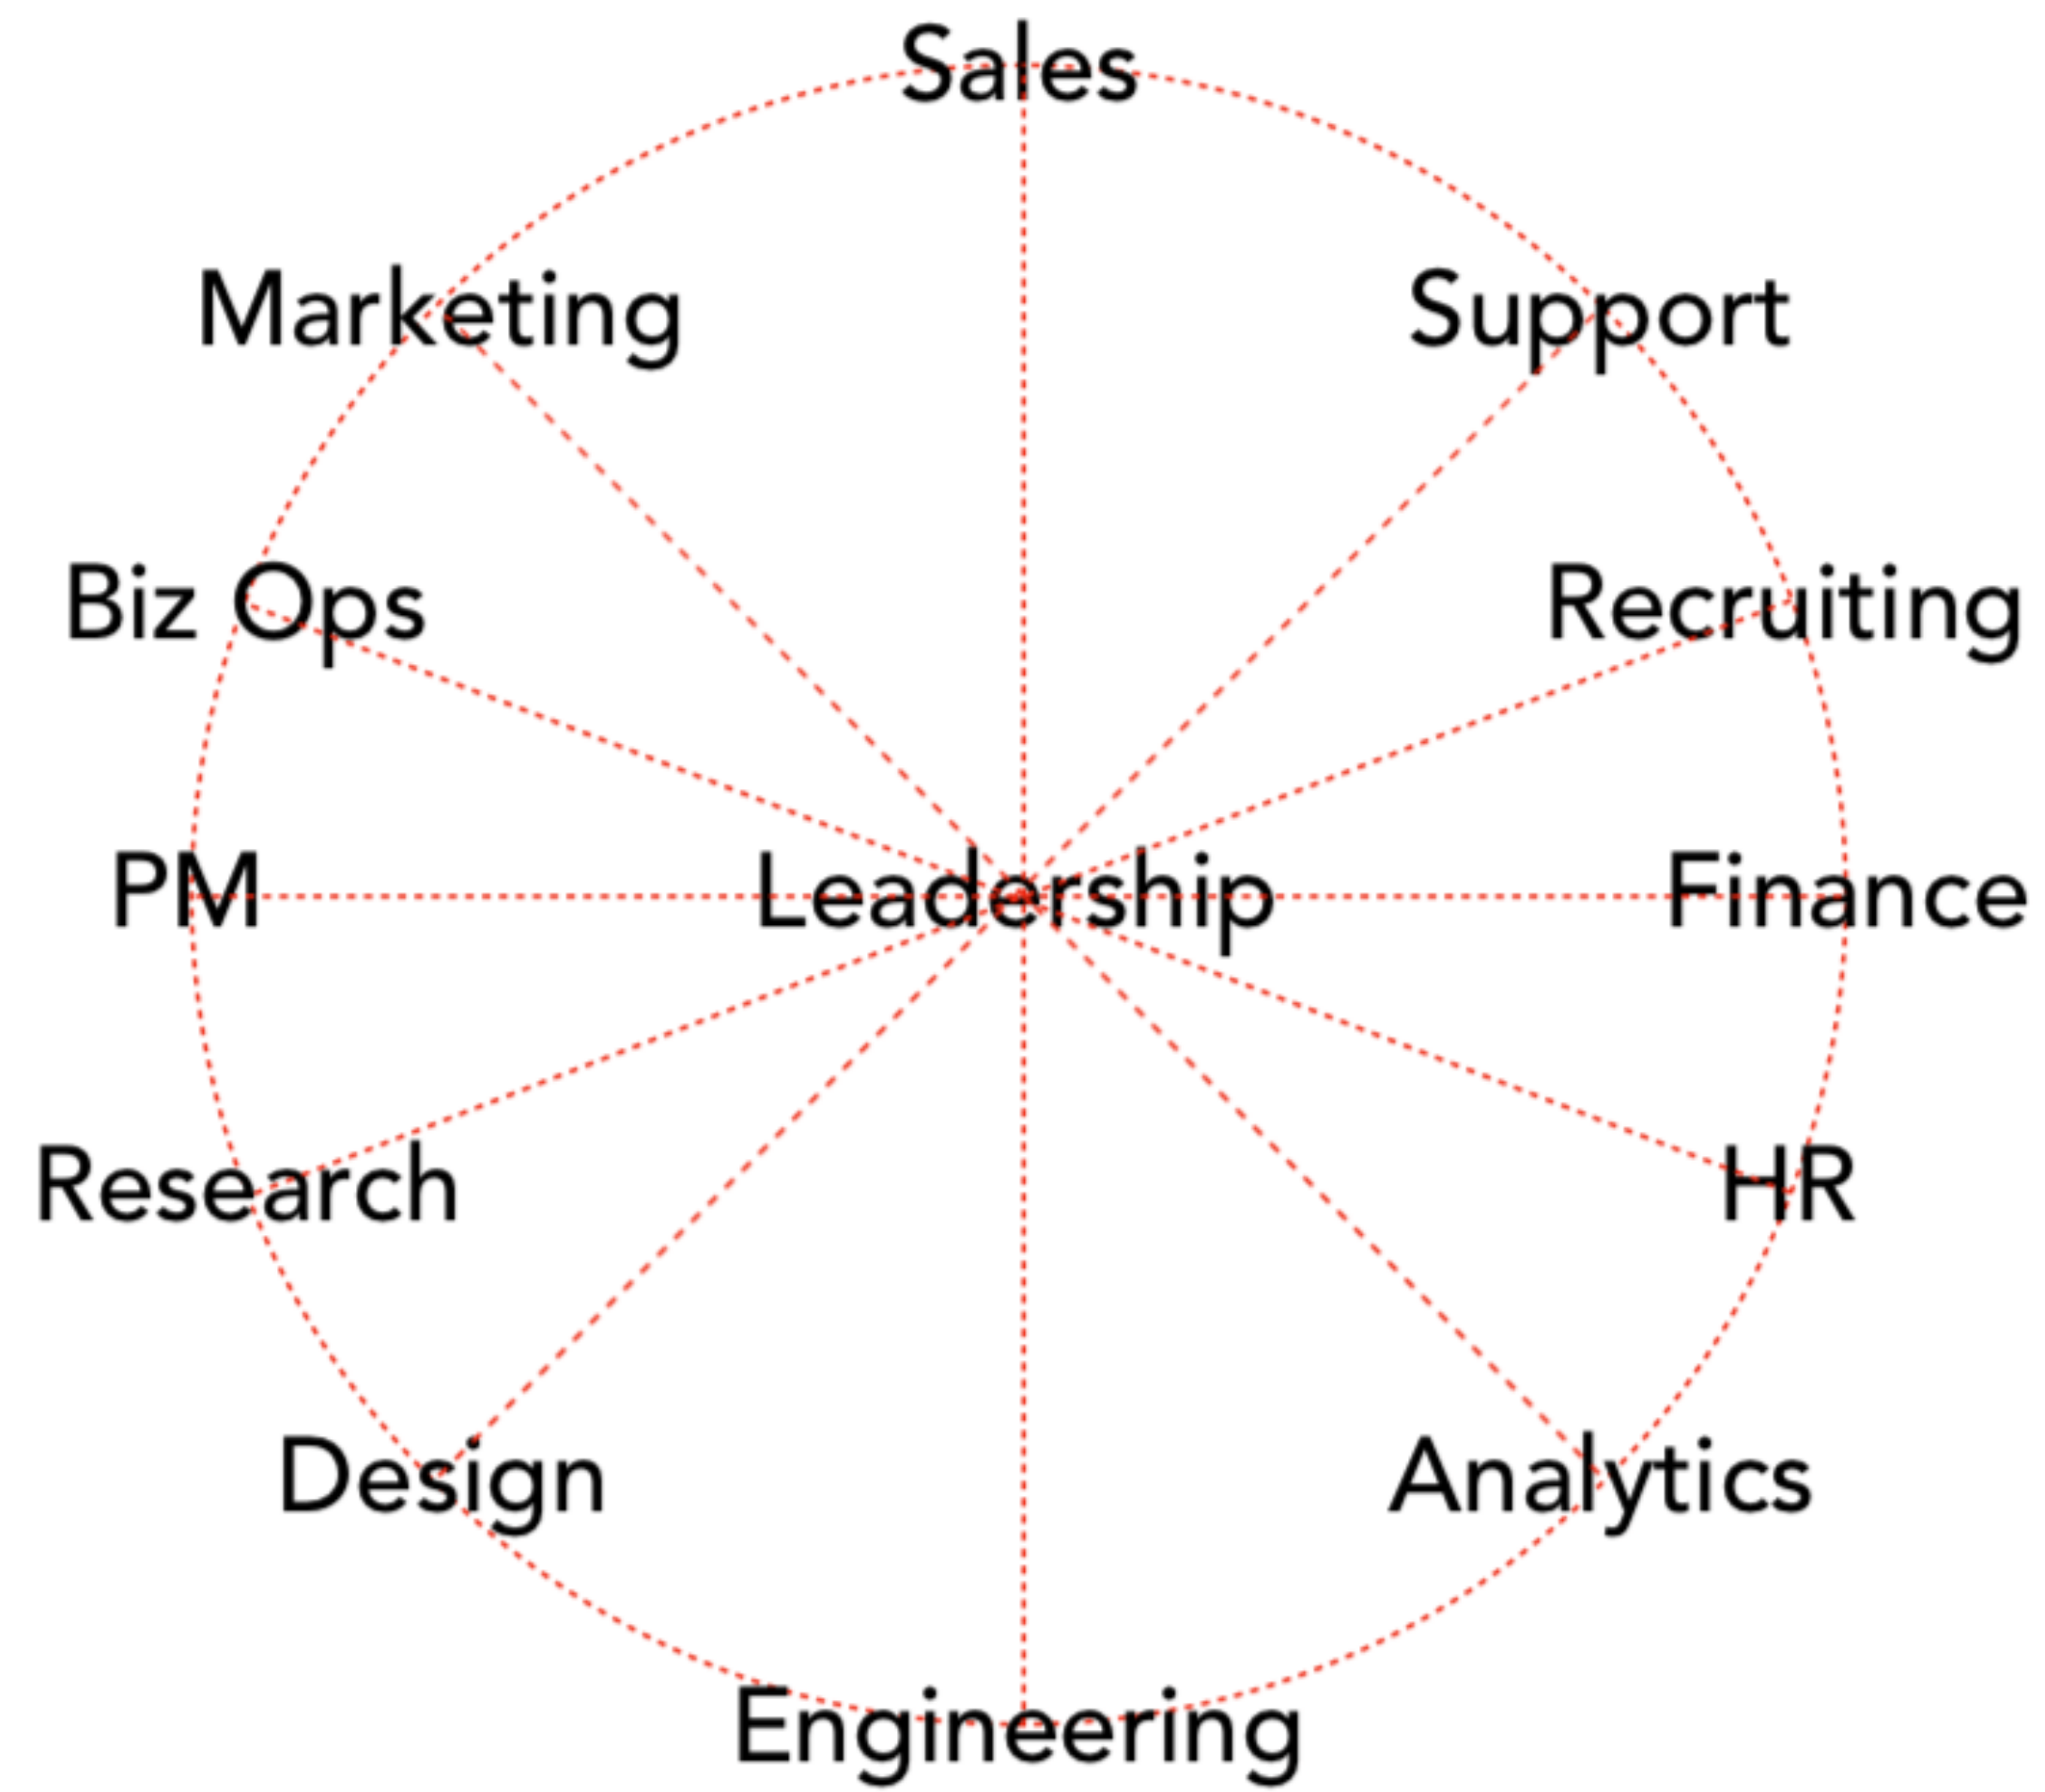 Sales
Marketing
Support
Biz Ops
Recruiting
PM
Leadership
Finance
Research
HR
Design
Analytics
Engineering